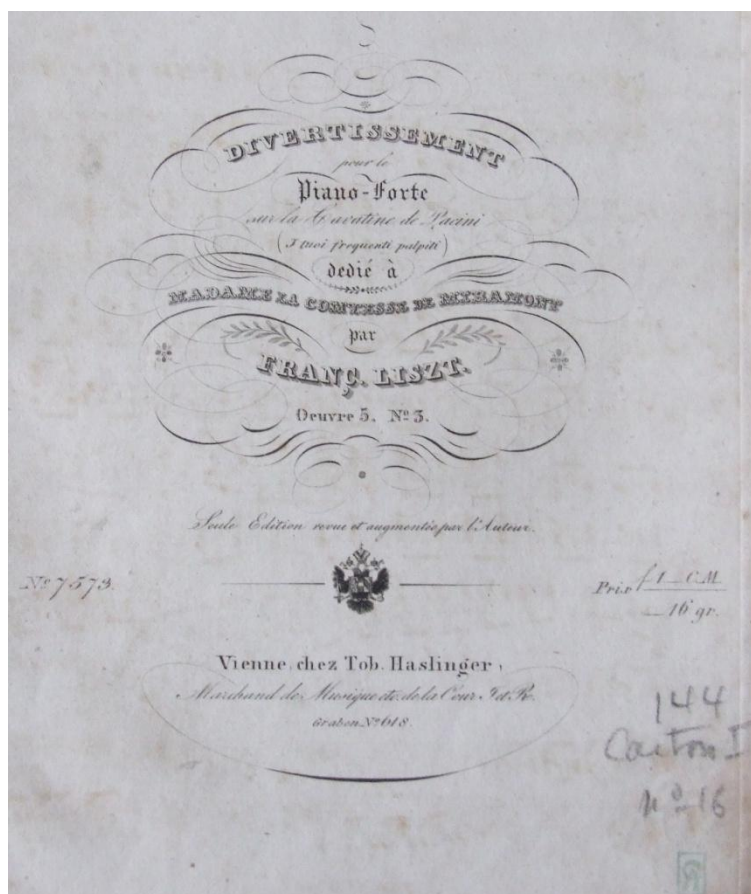 DIVERTISSEMENT
pour le
Piano-Forte
sur la Cavatine de Pacini
(I tuoi frequenti palpiti)
dedié à
MADAME LA COMTESSE DE MIRAMONT
par
FRANÇ. LISZT.
Oeuvre 5. Nº 3.
Seule Edition revue et augmentée par l'Auteur.
Nº 7573.
Prix f 1 _ C.M.
_ 16 gr.
Vienne, chez Tob. Haslinger,
Marchand de Musique etc. de la Cour I. et R.
Graben Nº 618.
144
Carton I
nº 16